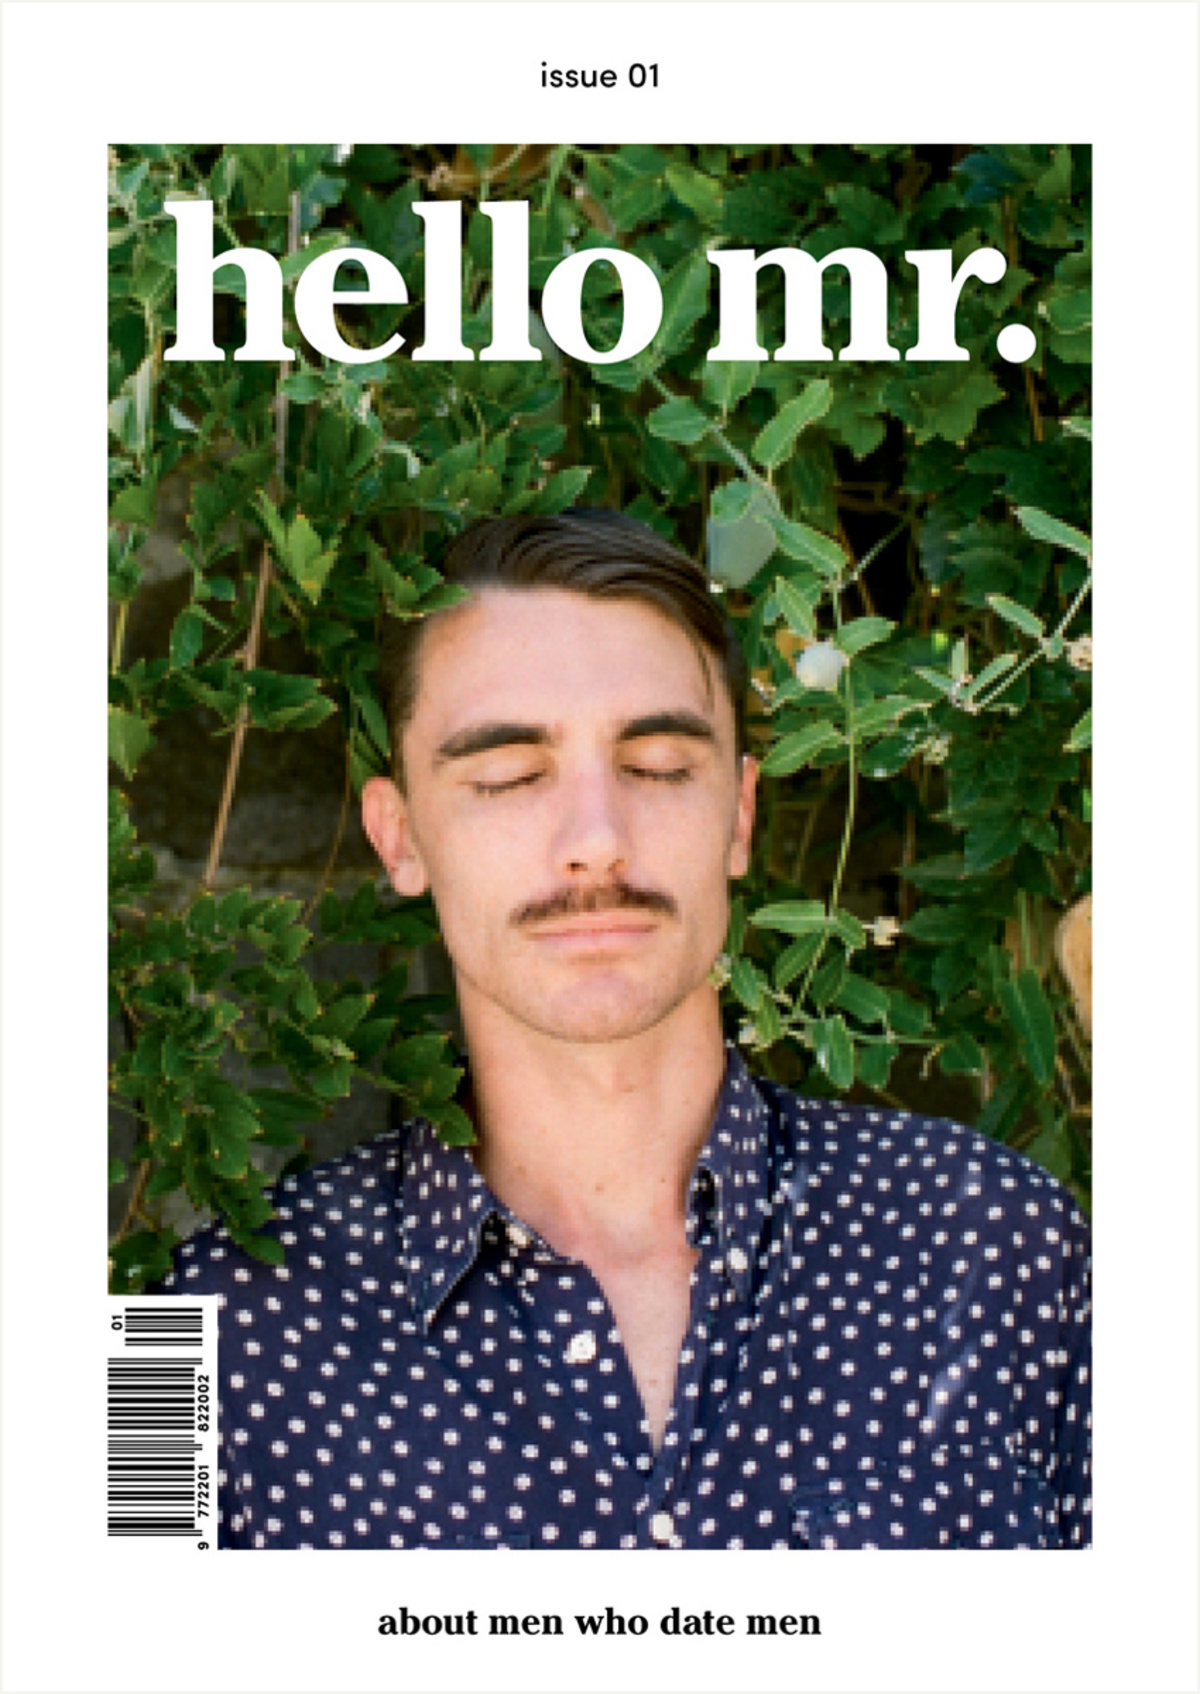 issue 01
hello mr.
01
9 772201 822002
about men who date men